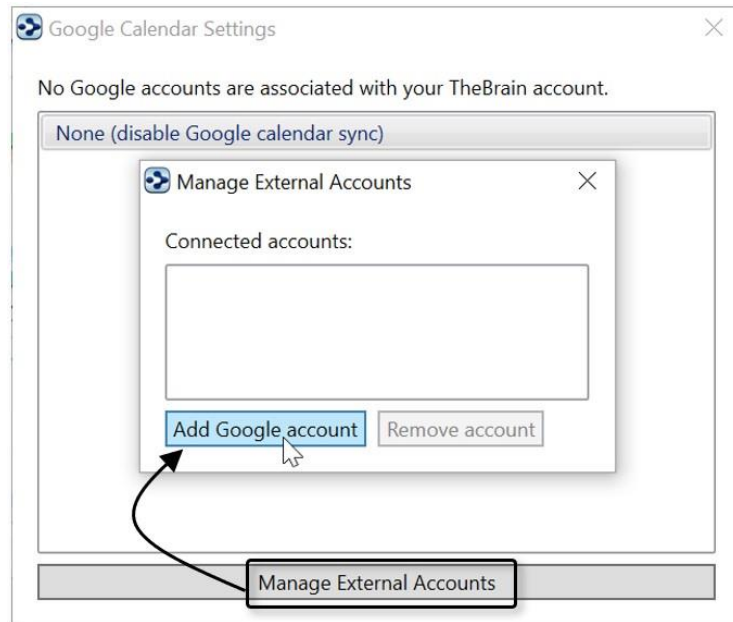 Google Calendar Settings
No Google accounts are associated with your TheBrain account.
None (disable Google calendar sync)
Manage External Accounts
Connected accounts:
Add Google account
Remove account
Manage External Accounts